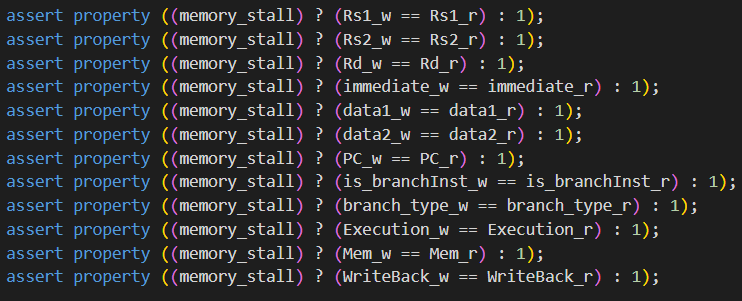 assert property ((memory_stall) ? (Rs1_w == Rs1_r) : 1);
assert property ((memory_stall) ? (Rs2_w == Rs2_r) : 1);
assert property ((memory_stall) ? (Rd_w == Rd_r) : 1);
assert property ((memory_stall) ? (immediate_w == immediate_r) : 1);
assert property ((memory_stall) ? (data1_w == data1_r) : 1);
assert property ((memory_stall) ? (data2_w == data2_r) : 1);
assert property ((memory_stall) ? (PC_w == PC_r) : 1);
assert property ((memory_stall) ? (is_branchInst_w == is_branchInst_r) : 1);
assert property ((memory_stall) ? (branch_type_w == branch_type_r) : 1);
assert property ((memory_stall) ? (Execution_w == Execution_r) : 1);
assert property ((memory_stall) ? (Mem_w == Mem_r) : 1);
assert property ((memory_stall) ? (WriteBack_w == WriteBack_r) : 1);